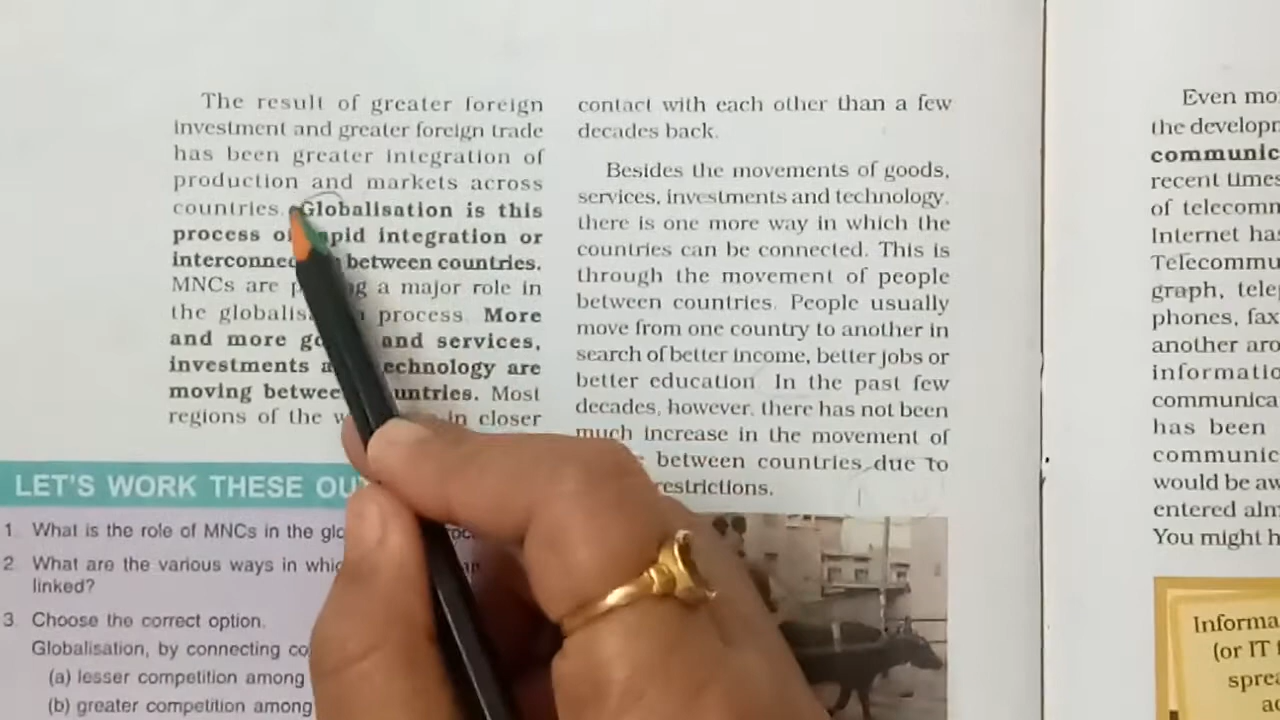 The result of greater foreign
investment and greater foreign trade
has been greater integration of
production and markets across
countries. Globalisation is this
process of rapid integration or
between countries.
MNCs are a major role in
the process. More
and more and services,
investments technology are
moving between countries. Most
regions of the in closer
contact with each other than a few
decades back.
Besides the movements of goods,
services, investments and technology,
there is one more way in which the
countries can be connected. This is
through the movement of people
between countries. People usually
move from one country to another in
search of better income, better jobs or
better education. In the past few
decades, however, there has not been
much increase in the movement of
between countries due to
restrictions.
LET'S WORK THESE OUT
1. What is the role of MNCs in the
2. What are the various ways in
linked?
3. Choose the correct option.
Globalisation, by connecting
(a) lesser competition among
(b) greater competition among
Even
the
recent times
of
Internet has
graph,
phones, fax
another
has been
would be
entered
You might
(or IT